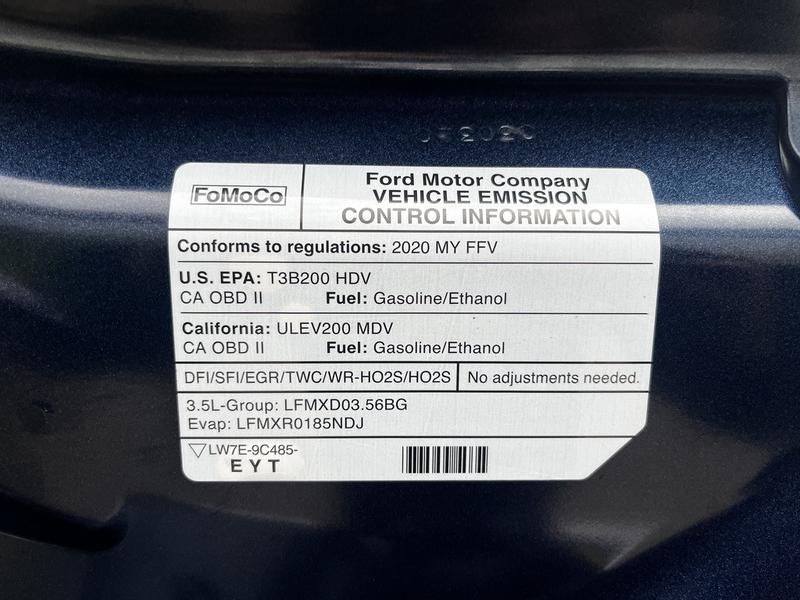 FoMoCo
Ford Motor Company
VEHICLE EMISSION
CONTROL INFORMATION
Conforms to regulations: 2020 MY FFV
U.S. EPA: T3B200 HDV
CA OBD II Fuel: Gasoline/Ethanol
California: ULEV200 MDV
CA OBD II Fuel: Gasoline/Ethanol
DFI/SFI/EGR/TWC/WR-HO2S/HO2S No adjustments needed.
3.5L-Group: LFMXD03.56BG
Evap: LFMXR0185NDJ
LW7E-9C485-
E Y T